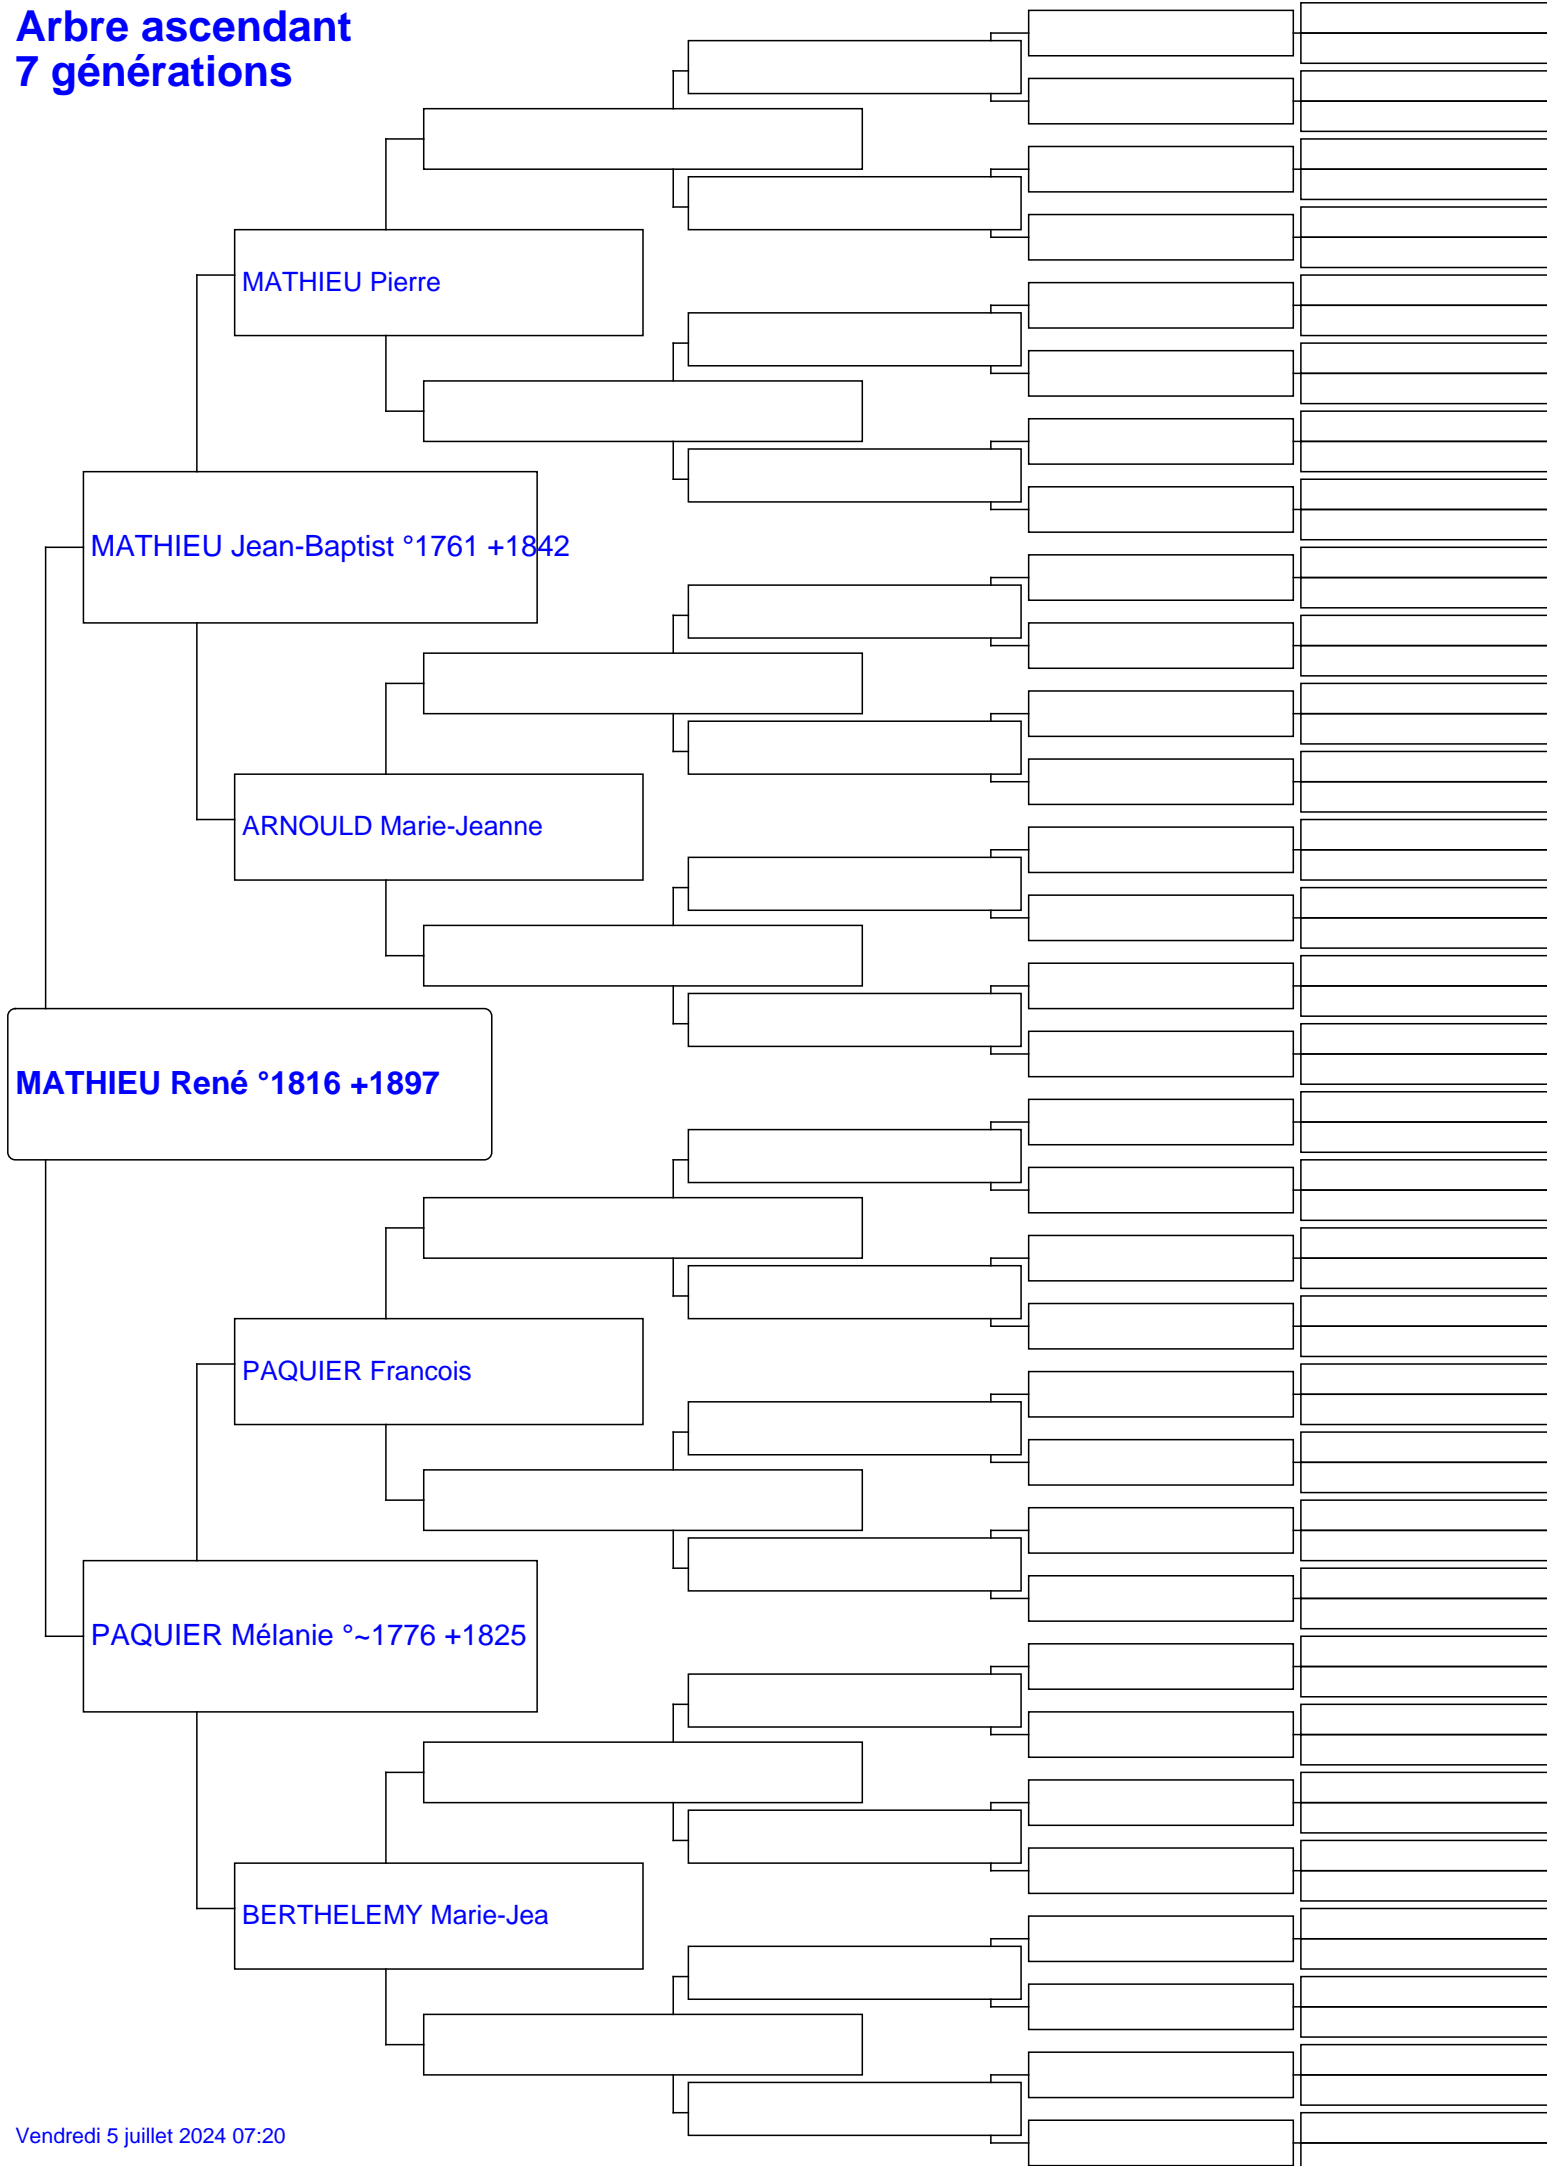 Arbre ascendant
7 générations
MATHIEU Pierre
MATHIEU Jean-Baptist °1761 +1842
ARNOULD Marie-Jeanne
MATHIEU René °1816 +1897
PAQUIER Francois
PAQUIER Mélanie °~1776 +1825
BERTHELEMY Marie-Jea
Vendredi 5 juillet 2024 07:20